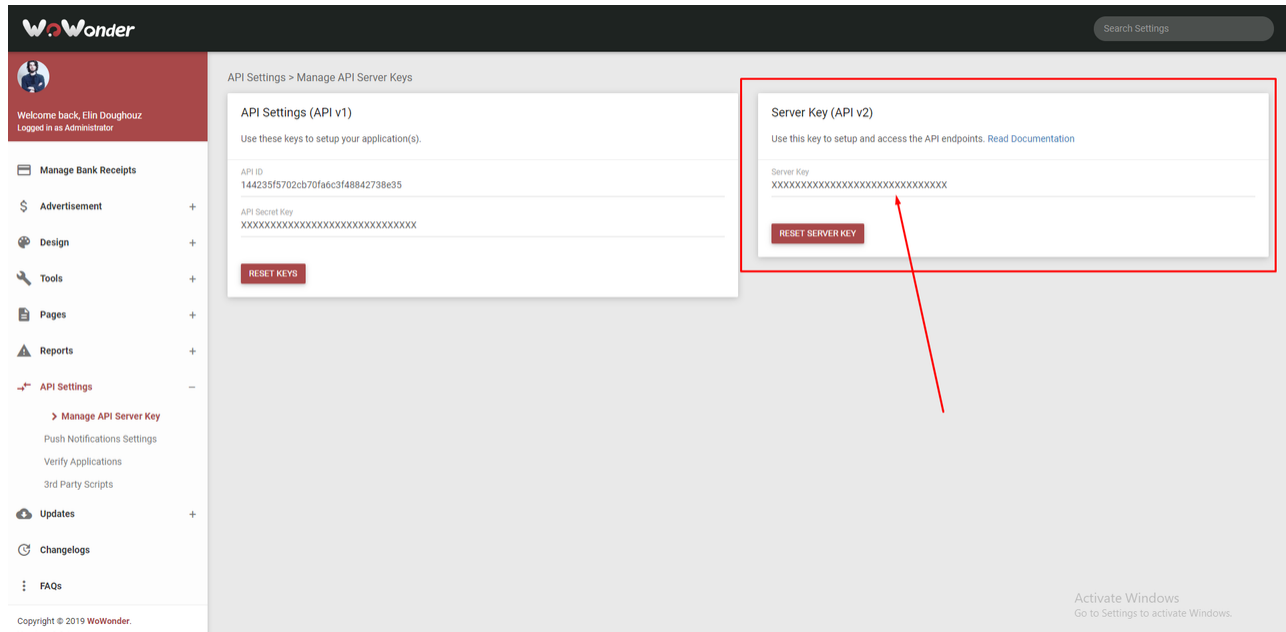 WoWonder
Search Settings
Welcome back, Elin Doughouz
Logged in as Administrator
Manage Bank Receipts
Advertisement +
Design +
Tools +
Pages +
Reports +
API Settings −
> Manage API Server Key
Push Notifications Settings
Verify Applications
3rd Party Scripts
Updates +
Changelogs
FAQs
Copyright © 2019 WoWonder.
API Settings > Manage API Server Keys
API Settings (API v1)
Use these keys to setup your application(s).
API ID
144235f5702cb70fa6c3f48842738e35
API Secret Key
XXXXXXXXXXXXXXXXXXXXXXXXXXXXXX
RESET KEYS
Server Key (API v2)
Use this key to setup and access the API endpoints. Read Documentation
Server Key
XXXXXXXXXXXXXXXXXXXXXXXXXXXXXX
RESET SERVER KEY
Activate Windows
Go to Settings to activate Windows.